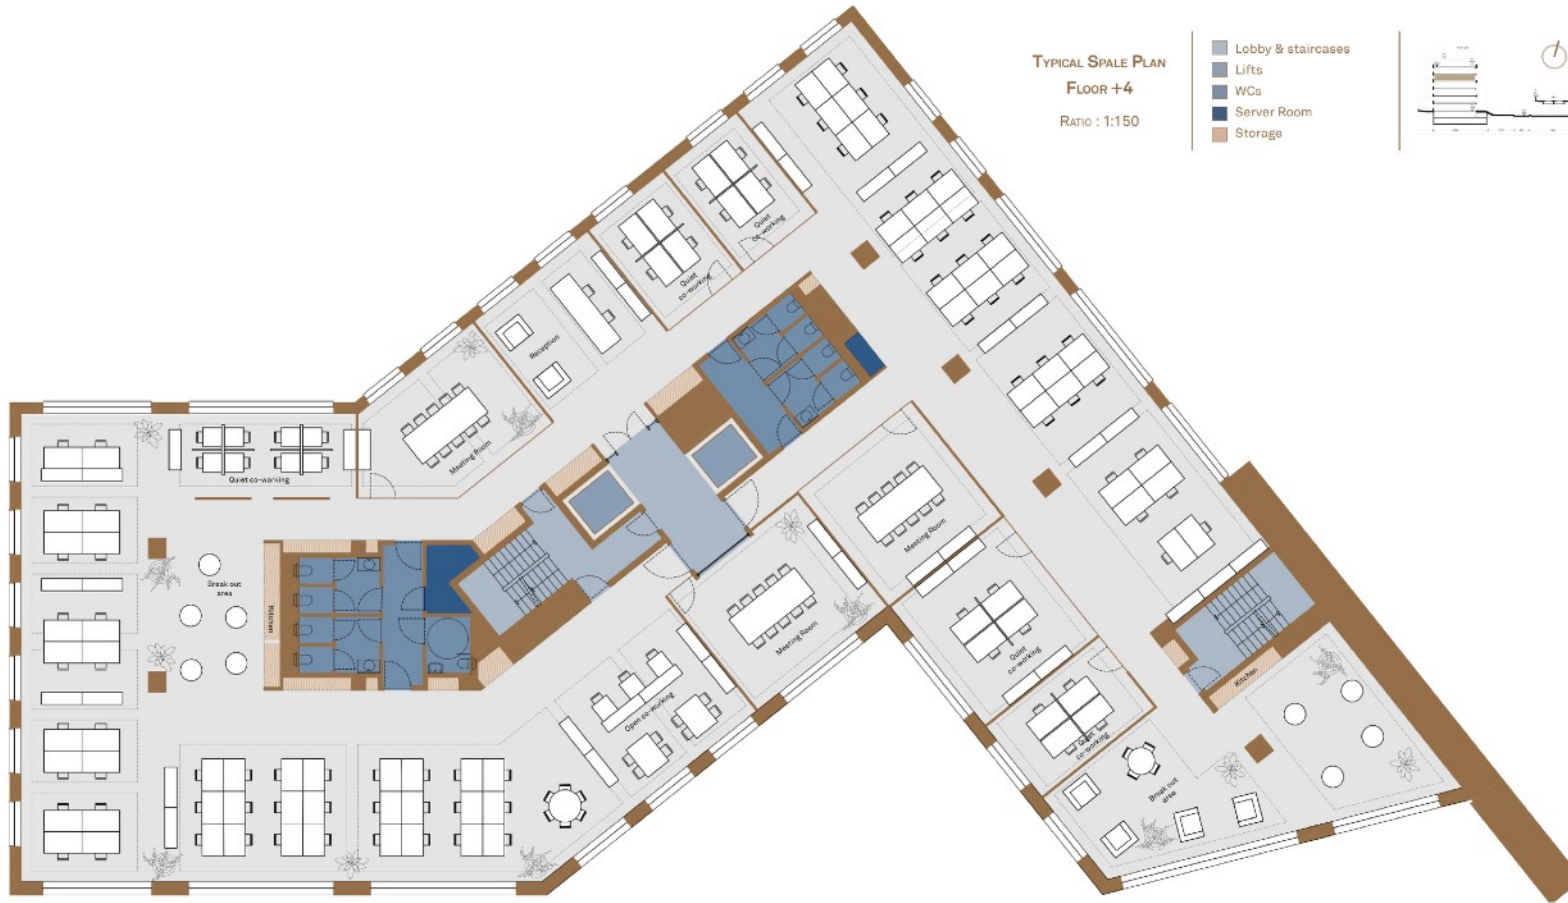 TYPICAL SPALE PLAN
FLOOR +4
RATIO : 1:150
Lobby & staircases
Lifts
WCs
Server Room
Storage
Quiet
co-working
Quiet
co-working
Reception
Meeting Room
Quiet co-working
Break out
area
Kitchen
Meeting Room
Meeting Room
Open co-working
Quiet
co-working
Quiet
co-working
Kitchen
Break out
area